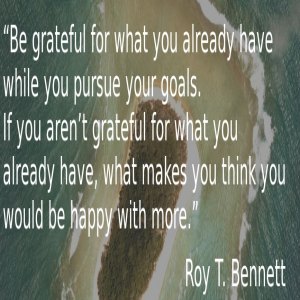 “Be grateful for what you already have
while you pursue your goals.
If you aren’t grateful for what you
already have, what makes you think you
would be happy with more.”
Roy T. Bennett